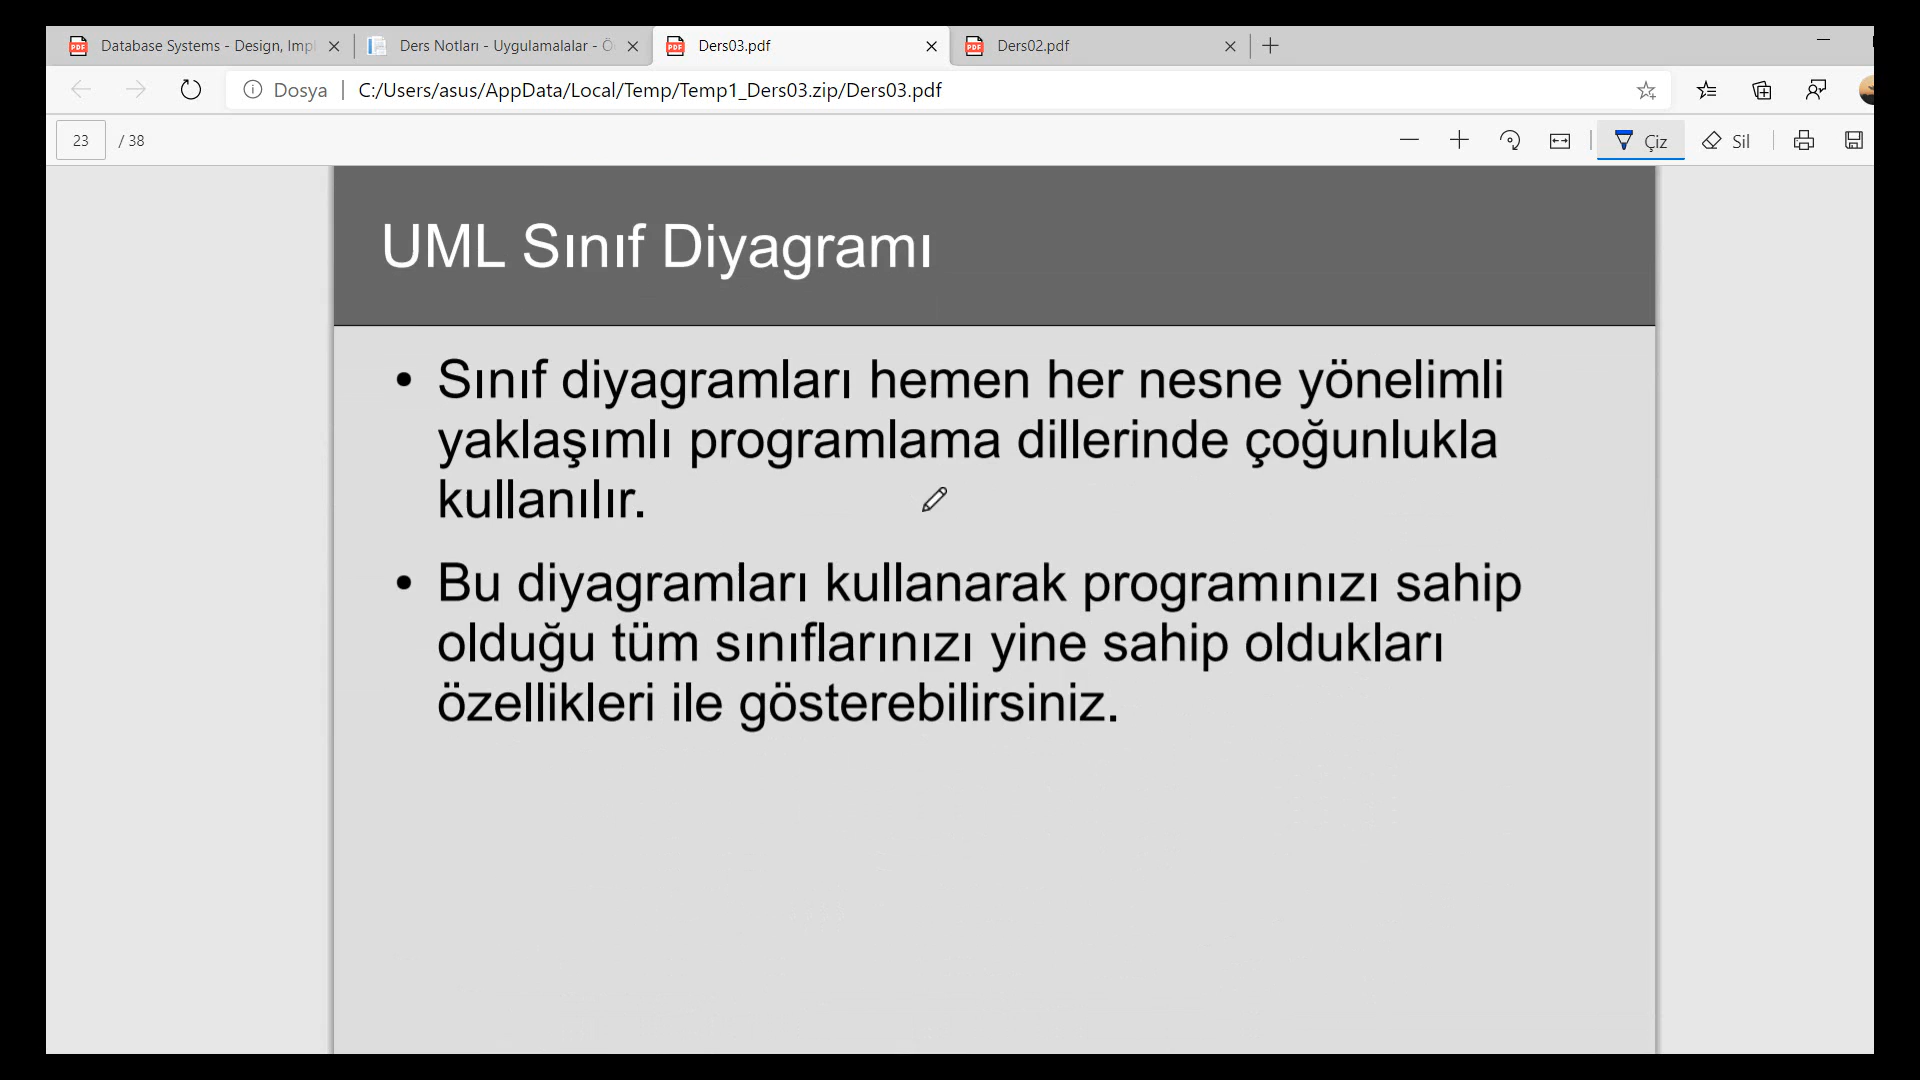 Database Systems - Design, Impl
Ders Notları - Uygulamalalar - Ö
Ders03.pdf
Ders02.pdf
Dosya
C:/Users/asus/AppData/Local/Temp/Temp1_Ders03.zip/Ders03.pdf
23 / 38
Çiz
Sil
UML Sınıf Diyagramı
• Sınıf diyagramları hemen her nesne yönelimli
yaklaşımlı programlama dillerinde çoğunlukla
kullanılır.
• Bu diyagramları kullanarak programınızı sahip
olduğu tüm sınıflarınızı yine sahip oldukları
özellikleri ile gösterebilirsiniz.